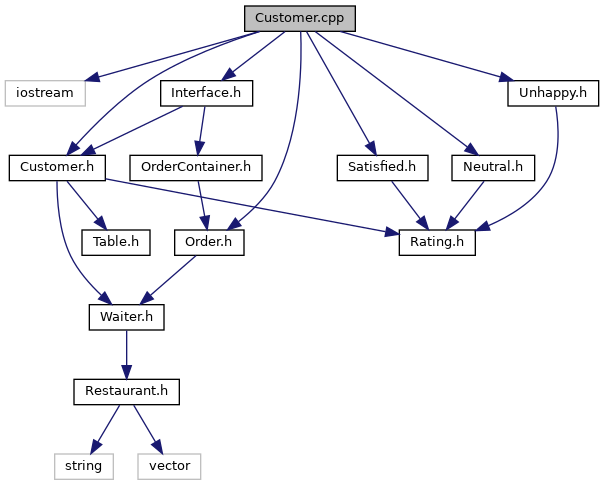 Customer.cpp
iostream
Interface.h
Unhappy.h
Customer.h
OrderContainer.h
Satisfied.h
Neutral.h
Table.h
Order.h
Rating.h
Waiter.h
Restaurant.h
string
vector